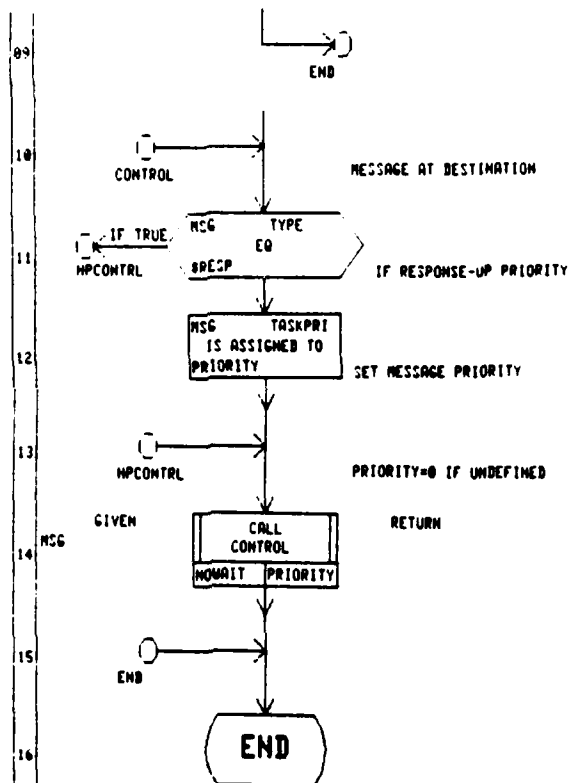 09
END
10
CONTROL
MESSAGE AT DESTINATION
IF TRUE
MSG TYPE
EQ
$RESP
11
HPCONTRL
IF RESPONSE-UP PRIORITY
MSG TASKPRI
IS ASSIGNED TO
PRIORITY
12
SET MESSAGE PRIORITY
13
HPCONTRL
PRIORITY=0 IF UNDEFINED
GIVEN
CALL
CONTROL
RETURN
14
MSG
NOWAIT PRIORITY
15
END
END
16